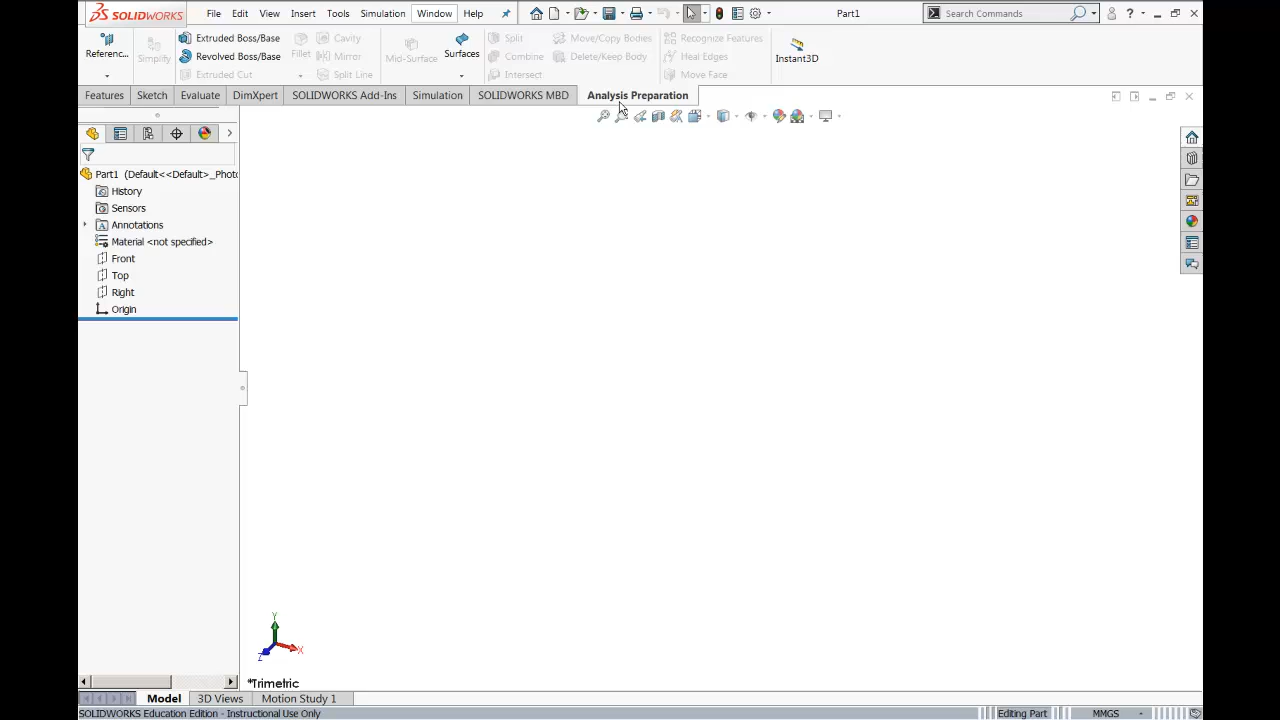 SOLIDWORKS File Edit View Insert Tools Simulation Window Help Part1 Search Commands
Referenc... Simplify Extruded Boss/Base Revolved Boss/Base Extruded Cut Fillet Cavity Mirror Split Line Mid-Surface Surfaces Split Combine Intersect Move/Copy Bodies Delete/Keep Body Recognize Features Heal Edges Move Face Instant3D
Features Sketch Evaluate DimXpert SOLIDWORKS Add-Ins Simulation SOLIDWORKS MBD Analysis Preparation
Part1 (Default<<Default>_Photo
History
Sensors
Annotations
Material <not specified>
Front
Top
Right
Origin
Y
X
Z
*Trimetric
Model 3D Views Motion Study 1
SOLIDWORKS Education Edition - Instructional Use Only Editing Part MMGS